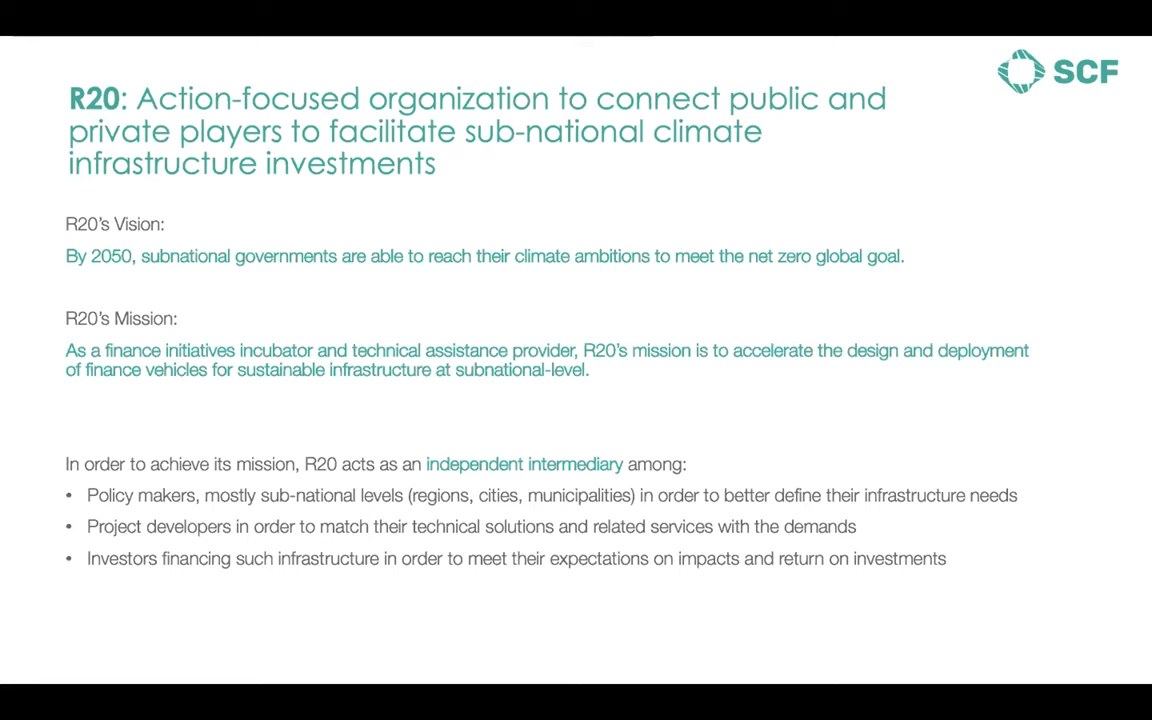 SCF
R20: Action-focused organization to connect public and
private players to facilitate sub-national climate
infrastructure investments
R20’s Vision:
By 2050, subnational governments are able to reach their climate ambitions to meet the net zero global goal.
R20’s Mission:
As a finance initiatives incubator and technical assistance provider, R20’s mission is to accelerate the design and deployment
of finance vehicles for sustainable infrastructure at subnational-level.
In order to achieve its mission, R20 acts as an independent intermediary among:
• Policy makers, mostly sub-national levels (regions, cities, municipalities) in order to better define their infrastructure needs
• Project developers in order to match their technical solutions and related services with the demands
• Investors financing such infrastructure in order to meet their expectations on impacts and return on investments